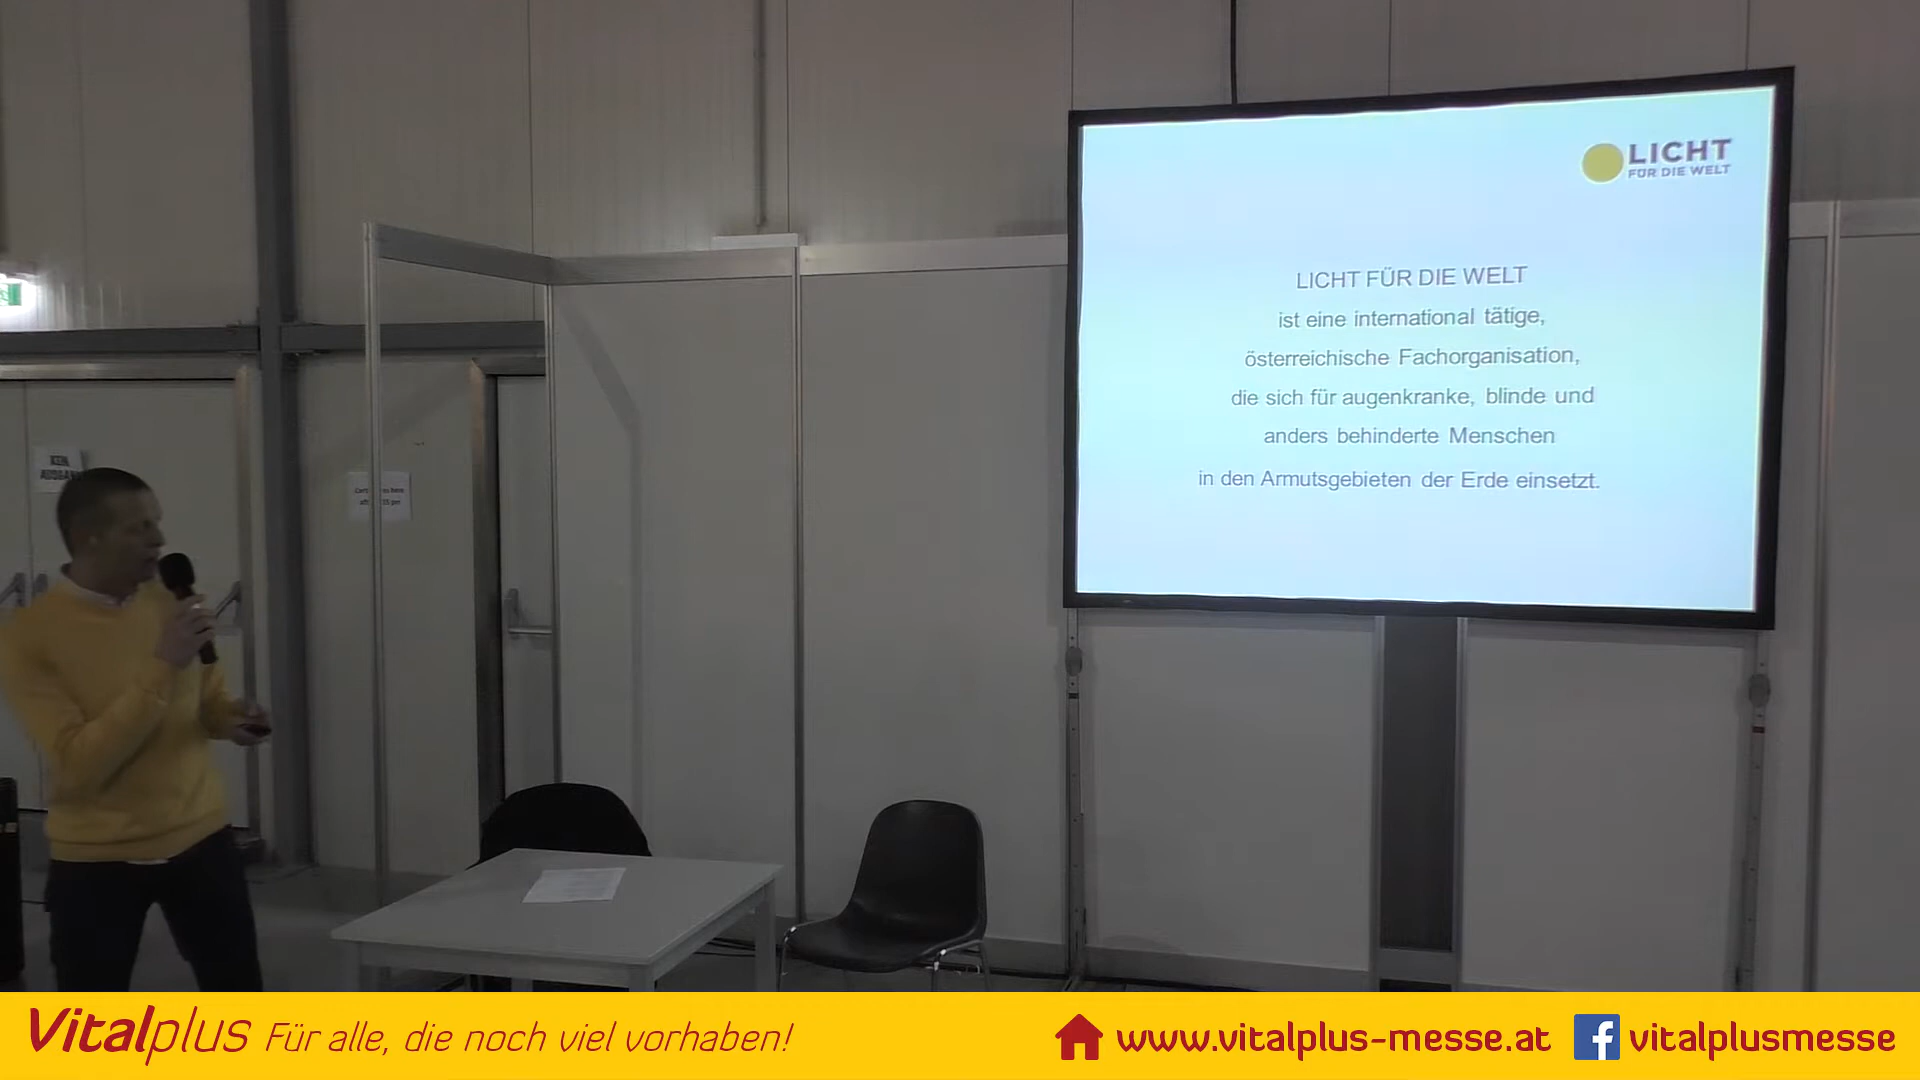 LICHT
FÜR DIE WELT
LICHT FÜR DIE WELT
ist eine international tätige,
österreichische Fachorganisation,
die sich für augenkranke, blinde und
anders behinderte Menschen
in den Armutsgebieten der Erde einsetzt.
KEIN
Vitalplus Für alle, die noch viel vorhaben!
www.vitalplus-messe.at
vitalplusmesse